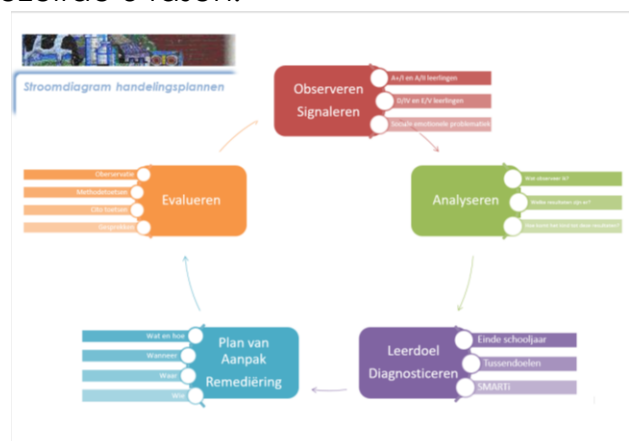 Stroomdiagram handelingsplannen
Observeren
Signaleren
A+/I en A/II leerlingen
D/IV en E/V leerlingen
Sociale emotionele problematiek
Analyseren
Wie observeer ik?
Welke resultaten zijn er?
Leerdoel
Diagnosticeren
Einde schooljaar
Tussendoelen
SMARTi
Plan van
Aanpak
Remediëring
Wat en hoe
Wanneer
Waar
Wie
Evalueren
Observatie
Methodetoetsen
Cito toetsen
Gesprekken